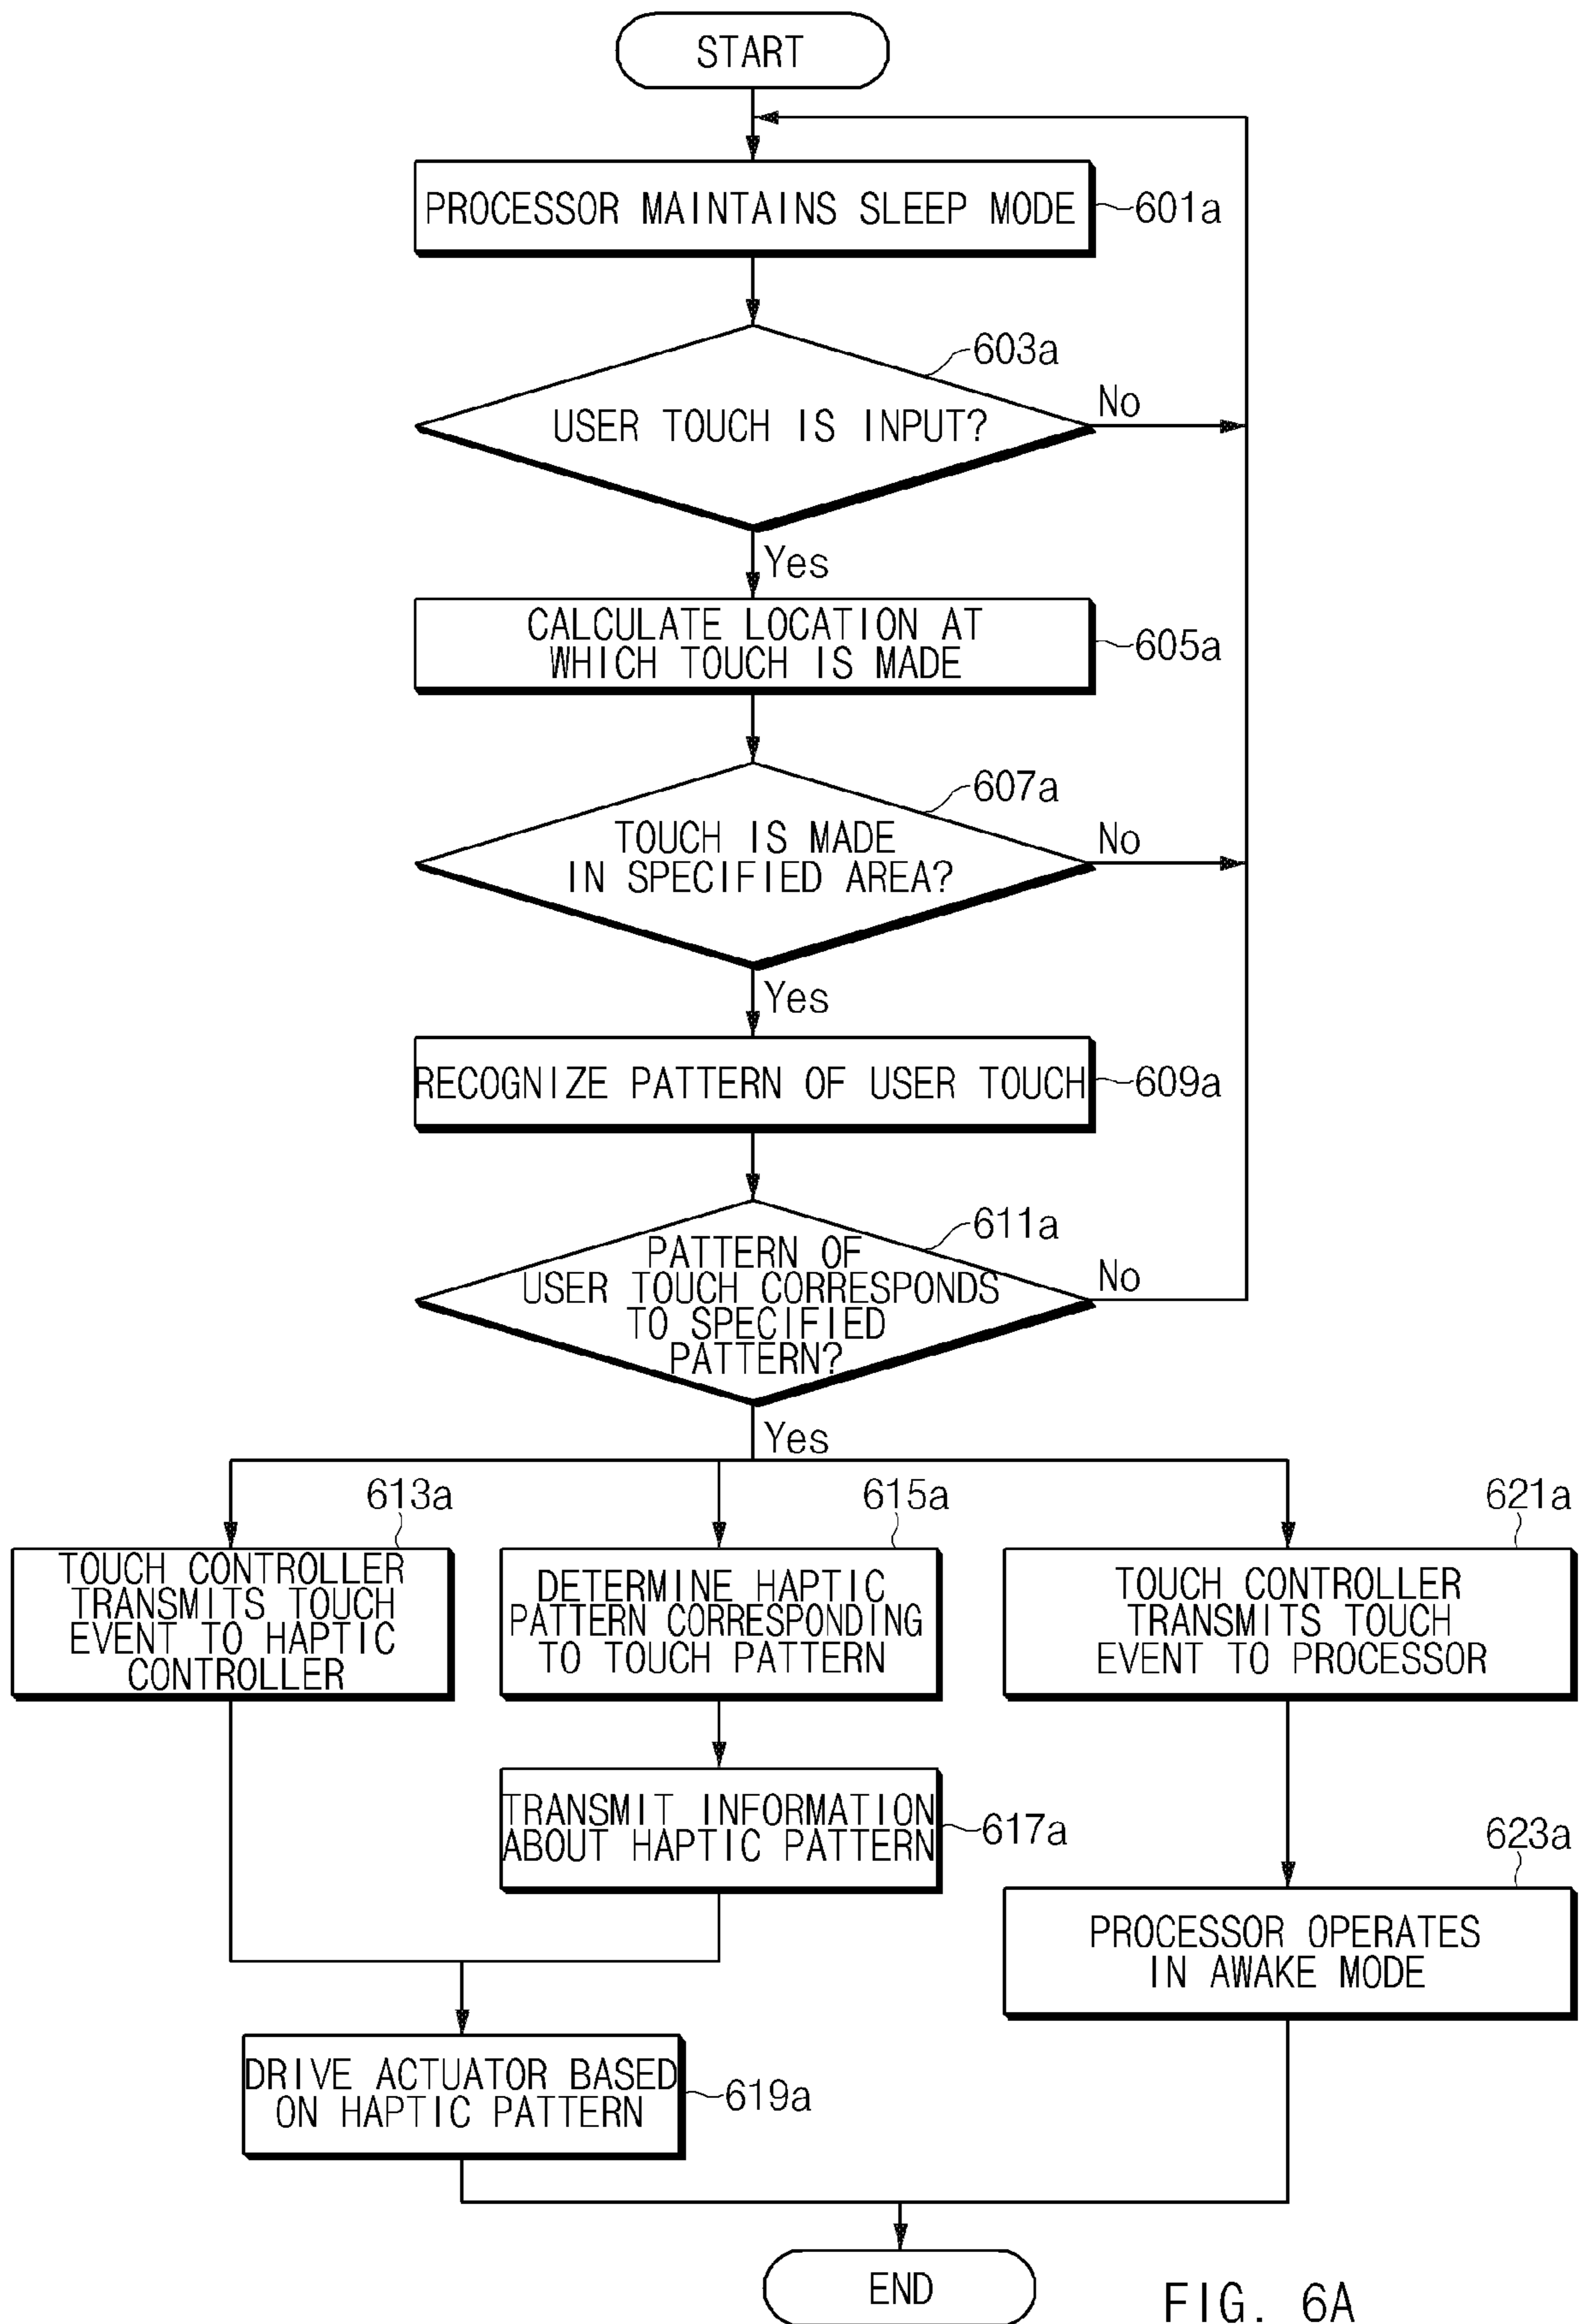 START
PROCESSOR MAINTAINS SLEEP MODE
601a
603a
USER TOUCH IS INPUT?
No
Yes
CALCULATE LOCATION AT
WHICH TOUCH IS MADE
605a
607a
TOUCH IS MADE
IN SPECIFIED AREA?
No
Yes
RECOGNIZE PATTERN OF USER TOUCH
609a
611a
PATTERN OF
USER TOUCH CORRESPONDS
TO SPECIFIED
PATTERN?
No
Yes
613a
TOUCH CONTROLLER
TRANSMITS TOUCH
EVENT TO HAPTIC
CONTROLLER
615a
DETERMINE HAPTIC
PATTERN CORRESPONDING
TO TOUCH PATTERN
621a
TOUCH CONTROLLER
TRANSMITS TOUCH
EVENT TO PROCESSOR
TRANSMIT INFORMATION
ABOUT HAPTIC PATTERN
617a
623a
PROCESSOR OPERATES
IN AWAKE MODE
DRIVE ACTUATOR BASED
ON HAPTIC PATTERN
619a
END
FIG. 6A